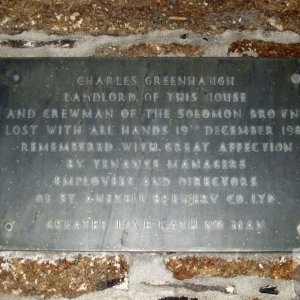 CHARLES GREENHAUGH
LANDLORD OF THIS HOUSE
AND CREWMAN OF THE SOLOMON BROWNE
LOST WITH ALL HANDS 19TH DECEMBER 198
REMEMBERED WITH GREAT AFFECTION
BY TENANTS MANAGERS
EMPLOYEES AND DIRECTORS
OF ST. AUSTELL BREWERY CO. LTD.
GREATER LOVE HATH NO MAN